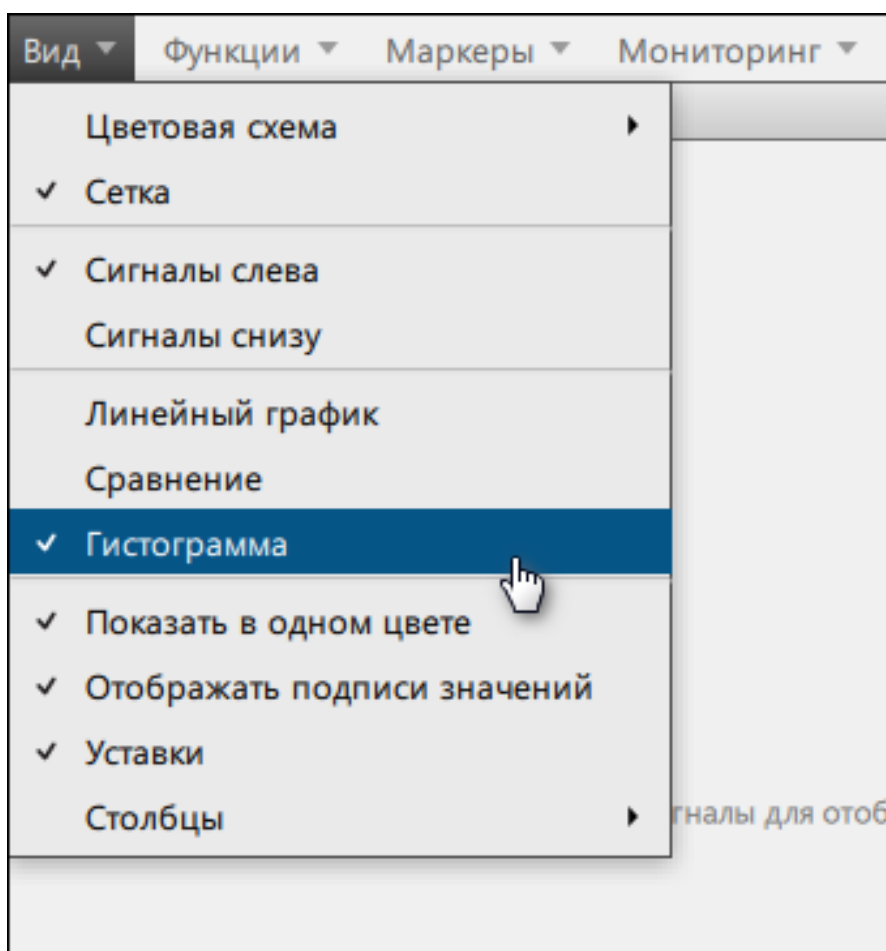 Вид Функции Маркеры Мониторинг
Цветовая схема
Сетка
Сигналы слева
Сигналы снизу
Линейный график
Сравнение
Гистограмма
Показать в одном цвете
Отображать подписи значений
Уставки
Столбцы
гналы для отоб